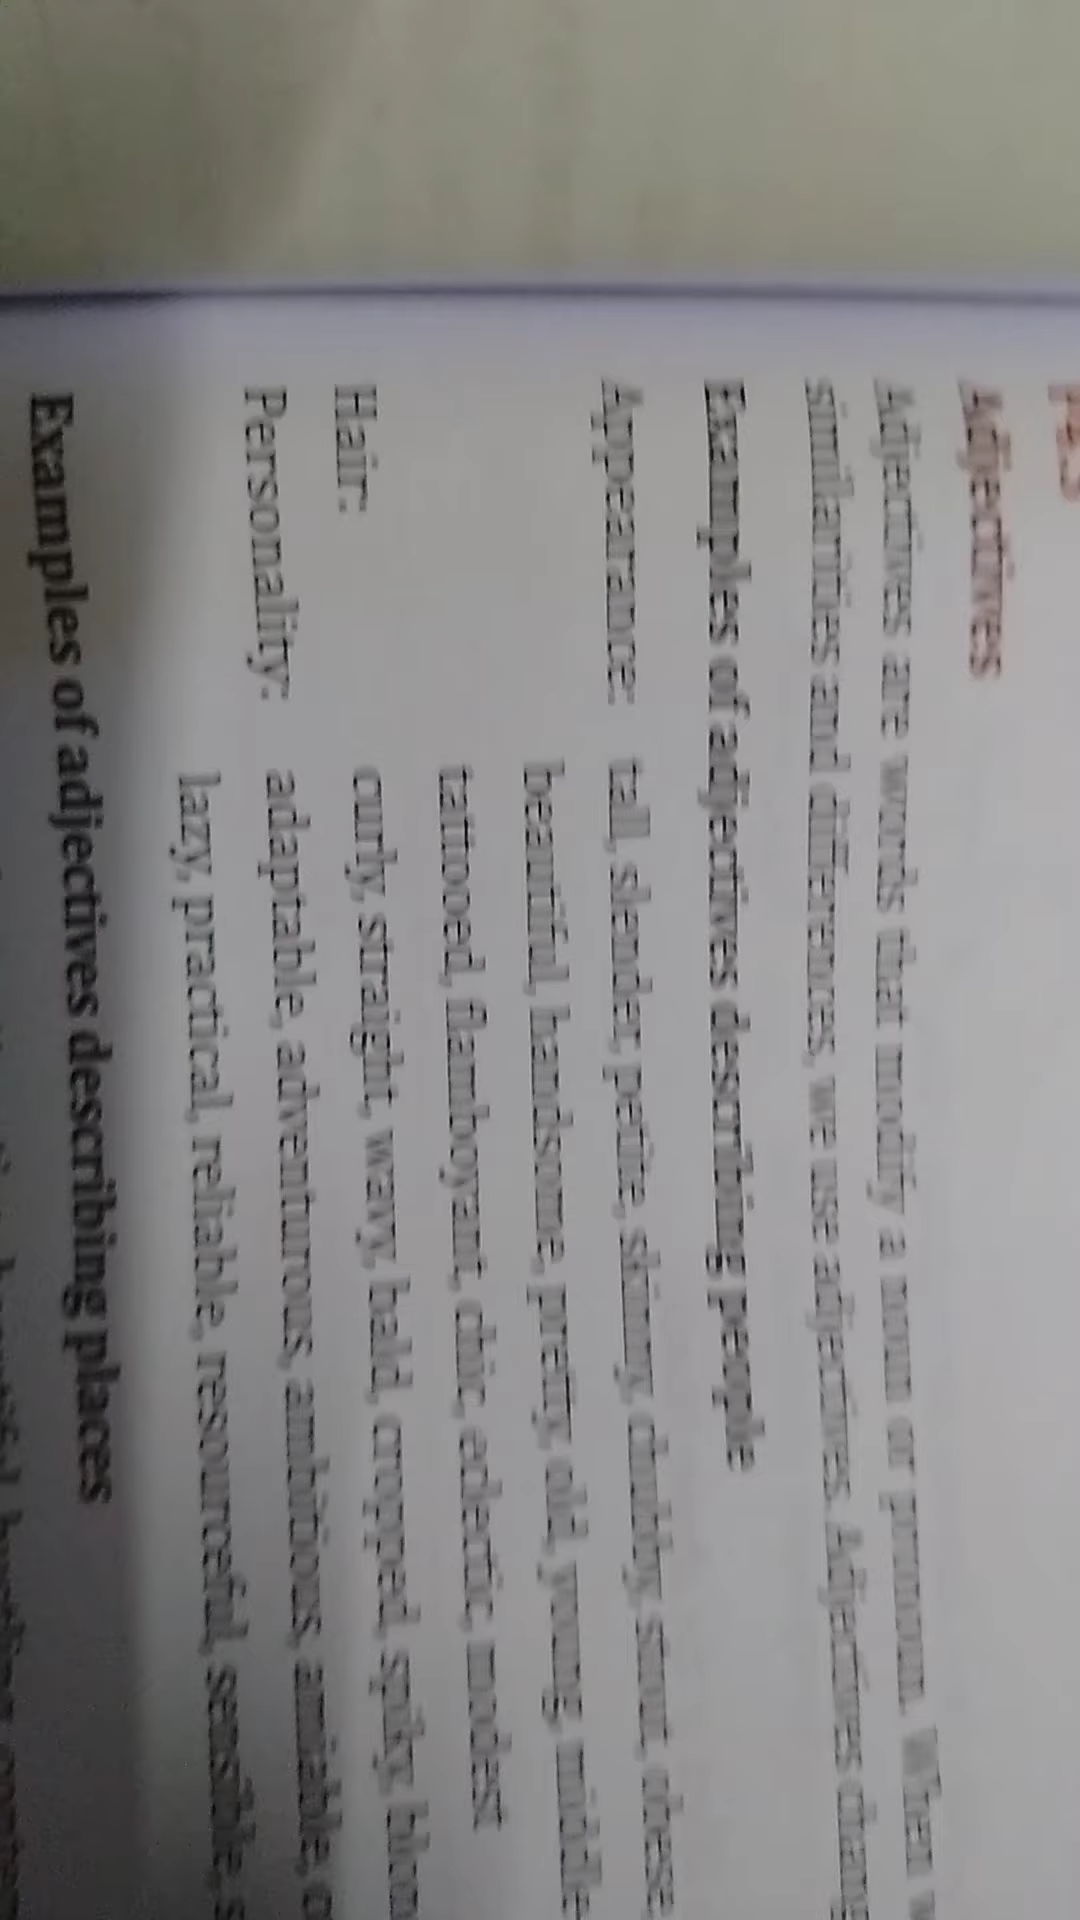 Adjectives
Adjectives are words that modify a noun or pronoun. When
similarities and differences, we use adjectives. Adjectives
Examples of adjectives describing people
Appearance: tall, slender, petite, skinny, chubby, stout, obese
beautiful, handsome, pretty, old, young, middle-
tattooed, flamboyant, chic, eclectic, modest
Hair: curly, straight, wavy, bald, cropped, spiky,
Personality: adaptable, adventurous, ambitious, amiable,
lazy, practical, reliable, resourceful, sensible,
Examples of adjectives describing places